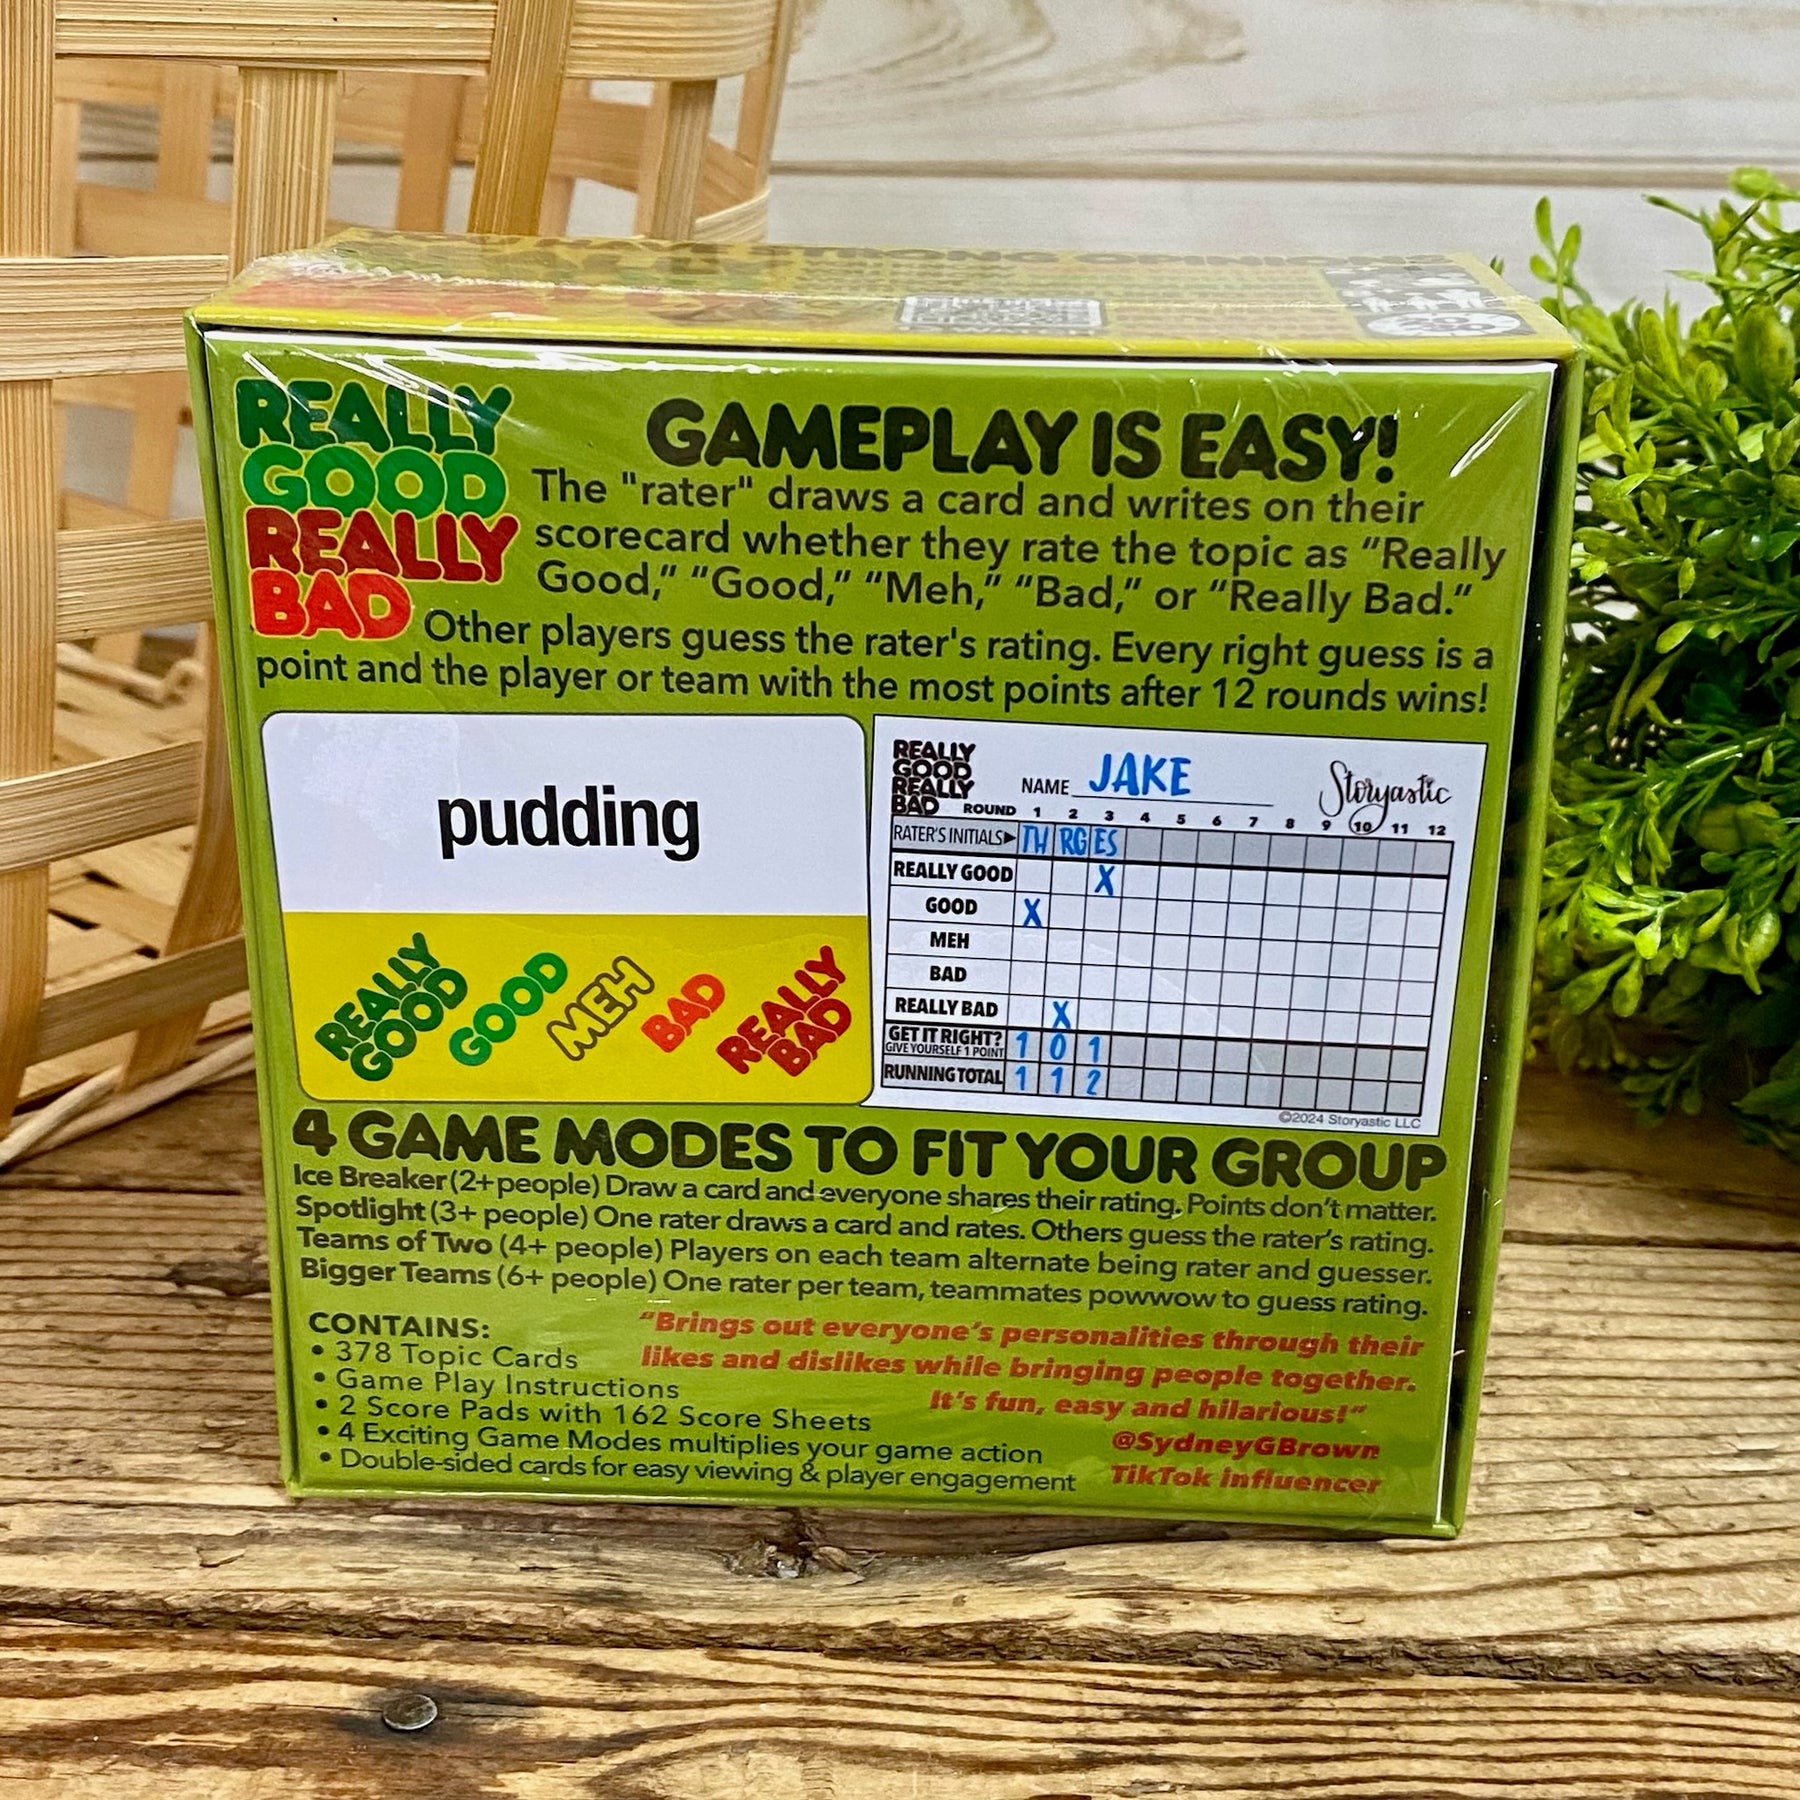 STRONG OPINIONS
REALLY
GOOD
REALLY
BAD
GAMEPLAY IS EASY!
The "rater" draws a card and writes on their
scorecard whether they rate the topic as “Really
Good,” “Good,” “Meh,” “Bad,” or “Really Bad.”
Other players guess the rater's rating. Every right guess is a
point and the player or team with the most points after 12 rounds wins!
pudding
REALLY
GOOD
GOOD
MEH
BAD
REALLY
BAD
REALLY
GOOD
REALLY
BAD
NAME JAKE
Storyastic
ROUND 1 2 3 4 5 6 7 8 9 10 11 12
RATER'S INITIALS▶ TH RG ES
REALLY GOOD X
GOOD X
MEH
BAD
REALLY BAD X
GET IT RIGHT? 1 0 1
GIVE YOURSELF 1 POINT
RUNNING TOTAL 1 1 2
©2024 Storyastic LLC
4 GAME MODES TO FIT YOUR GROUP
Ice Breaker (2+ people) Draw a card and everyone shares their rating. Points don't matter.
Spotlight (3+ people) One rater draws a card and rates. Others guess the rater's rating.
Teams of Two (4+ people) Players on each team alternate being rater and guesser.
Bigger Teams (6+ people) One rater per team, teammates powwow to guess rating.
CONTAINS:
• 378 Topic Cards
• Game Play Instructions
• 2 Score Pads with 162 Score Sheets
• 4 Exciting Game Modes multiplies your game action
• Double-sided cards for easy viewing & player engagement
“Brings out everyone’s personalities through their
likes and dislikes while bringing people together.
It’s fun, easy and hilarious!”
@SydneyGBrown
TikTok influencer